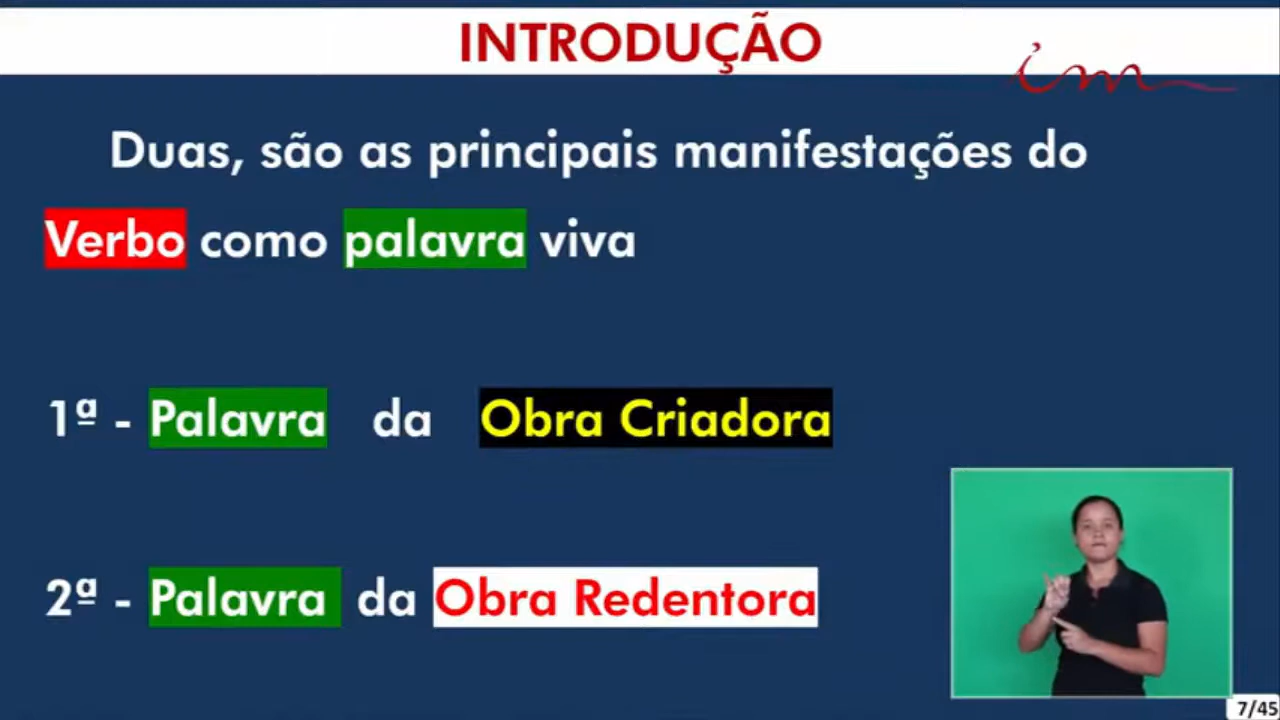 INTRODUÇÃO
im
Duas, são as principais manifestações do
Verbo como palavra viva
1ª - Palavra da Obra Criadora
2ª - Palavra da Obra Redentora
7/45